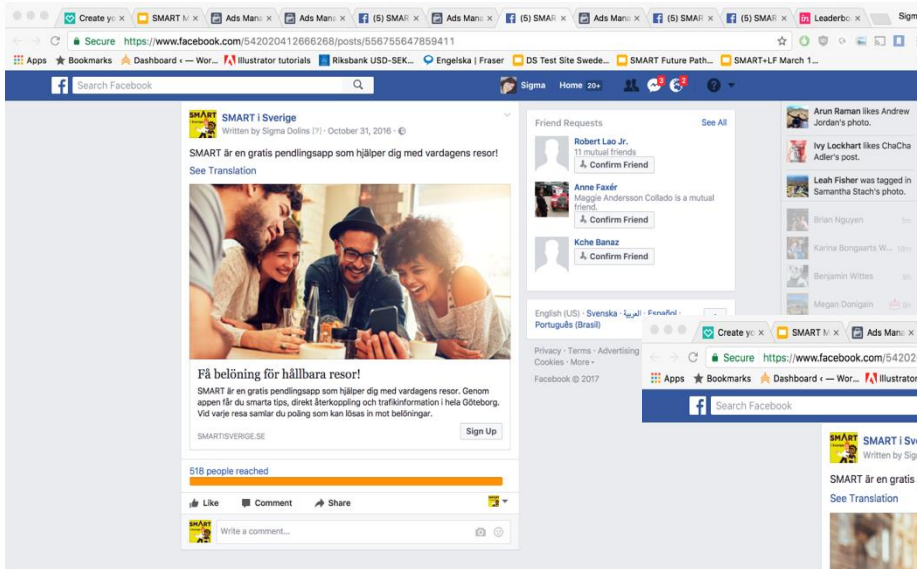 Create yo
SMART M
Ads Mana
Ads Mana
(5) SMAR
Ads Mana
(5) SMAR
Ads Mana
(5) SMAR
(5) SMAR
Leaderbo
Sigm
Secure https://www.facebook.com/542020412666268/posts/556755647859411
Apps Bookmarks Dashboard ‹ — Wor... Illustrator tutorials Riksbank USD-SEK... Engelska | Fraser DS Test Site Swede... SMART Future Path... SMART+LF March 1...
Search Facebook
Sigma Home 20+ 3 2
SMART i Sverige
Written by Sigma Dolins [?] · October 31, 2016 ·
SMART är en gratis pendlingsapp som hjälper dig med vardagens resor!
See Translation
Få belöning för hållbara resor!
SMART är en gratis pendlingsapp som hjälper dig med vardagens resor. Genom
appen får du smarta tips, direkt återkoppling och trafikinformation i hela Göteborg.
Vid varje resa samlar du poäng som kan lösas in mot belöningar.
SMARTISVERIGE.SE
Sign Up
518 people reached
Like Comment Share
SMART
Write a comment...
Friend Requests See All
Robert Lao Jr.
11 mutual friends
Confirm Friend
Anne Faxér
Maggie Andersson Collado is a mutual
friend.
Confirm Friend
Kche Banaz
Confirm Friend
English (US) · Svenska · العربية · Español ·
Português (Brasil)
Privacy · Terms · Advertising
Cookies · More
Facebook © 2017
Arun Raman likes Andrew
Jordan's photo.
Ivy Lockhart likes ChaCha
Adler's post.
Leah Fisher was tagged in
Samantha Stach's photo.
Brian Nguyen
Karina Bongaarts W...
Benjamin Wittes
Megan Donigain
Create yo
SMART M
Ads Mana
Secure https://www.facebook.com/54202
Apps Bookmarks Dashboard ‹ — Wor... Illustrator
Search Facebook
SMART
SMART i Sve
Written by Sig
SMART är en gratis
See Translation